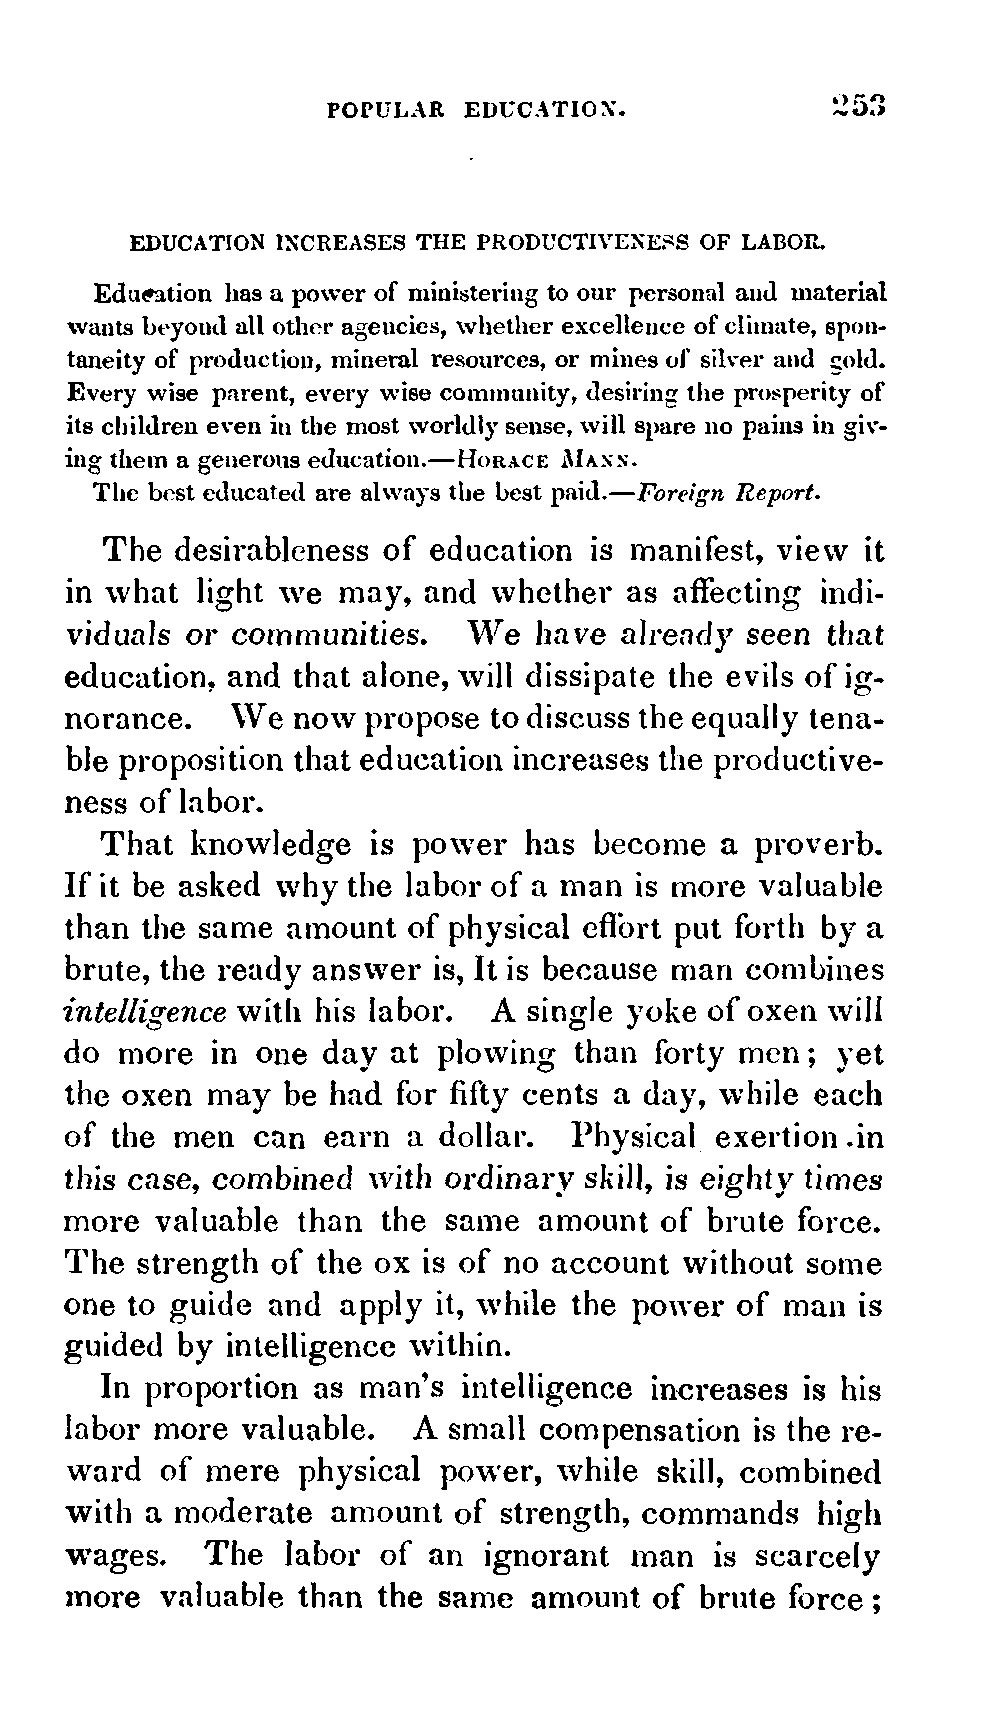 POPULAR EDUCATION. 253
EDUCATION INCREASES THE PRODUCTIVENESS OF LABOR.
Education has a power of ministering to our personal and material
wants beyond all other agencies, whether excellence of climate, spon-
taneity of production, mineral resources, or mines of silver and gold.
Every wise parent, every wise community, desiring the prosperity of
its children even in the most worldly sense, will spare no pains in giv-
ing them a generous education.—HORACE MANN.
The best educated are always the best paid.—Foreign Report.
The desirableness of education is manifest, view it
in what light we may, and whether as affecting indi-
viduals or communities. We have already seen that
education, and that alone, will dissipate the evils of ig-
norance. We now propose to discuss the equally tena-
ble proposition that education increases the productive-
ness of labor.
That knowledge is power has become a proverb.
If it be asked why the labor of a man is more valuable
than the same amount of physical effort put forth by a
brute, the ready answer is, It is because man combines
intelligence with his labor. A single yoke of oxen will
do more in one day at plowing than forty men; yet
the oxen may be had for fifty cents a day, while each
of the men can earn a dollar. Physical exertion in
this case, combined with ordinary skill, is eighty times
more valuable than the same amount of brute force.
The strength of the ox is of no account without some
one to guide and apply it, while the power of man is
guided by intelligence within.
In proportion as man's intelligence increases is his
labor more valuable. A small compensation is the re-
ward of mere physical power, while skill, combined
with a moderate amount of strength, commands high
wages. The labor of an ignorant man is scarcely
more valuable than the same amount of brute force;